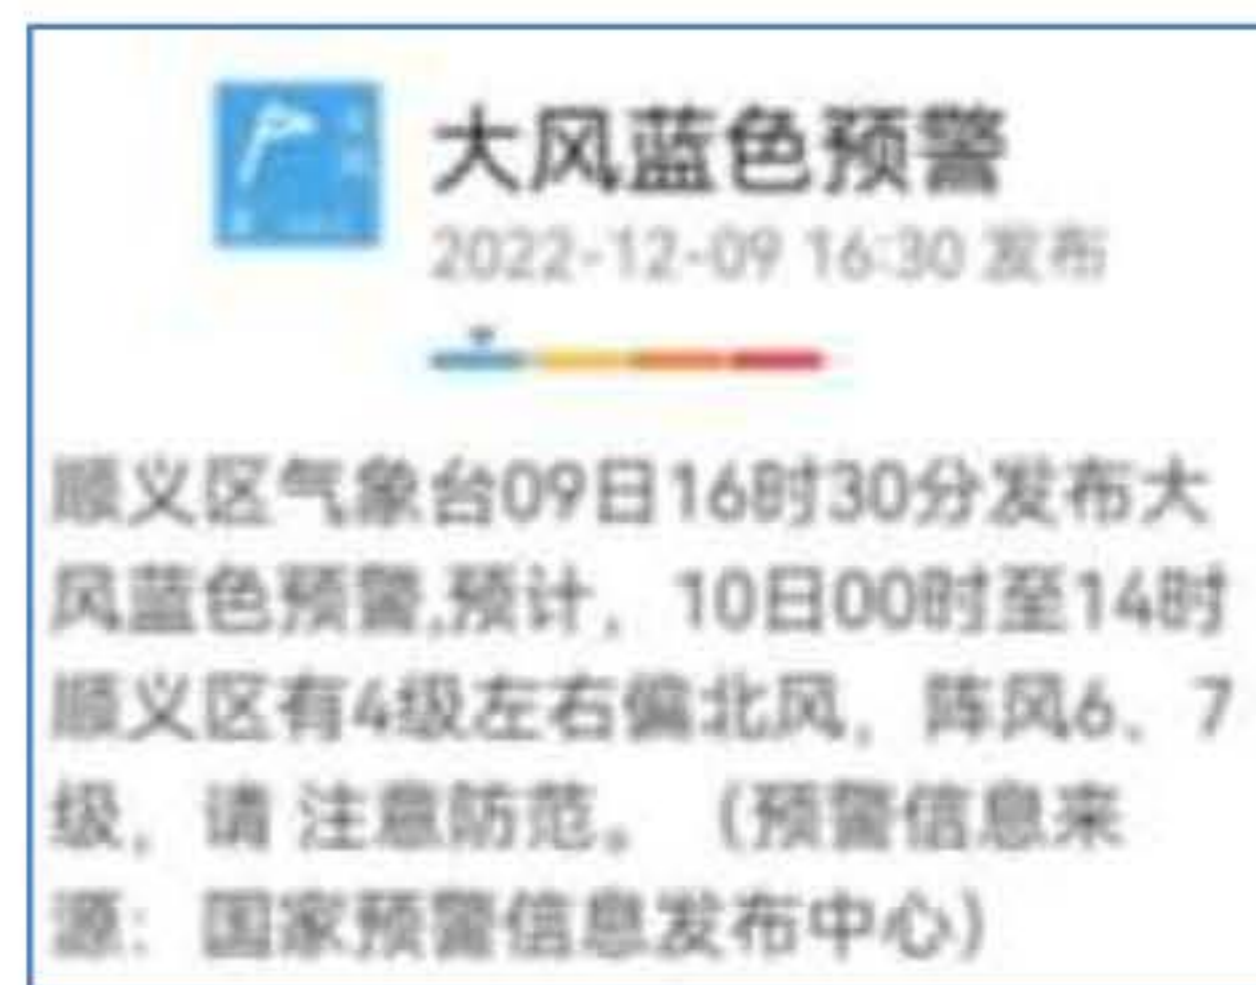 大风蓝色预警
2022-12-09 16:30 发布
顺义区气象台09日16时30分发布大
风蓝色预警,预计，10日00时至14时
顺义区有4级左右偏北风，阵风6、7
级，请 注意防范。（预警信息来
源：国家预警信息发布中心）